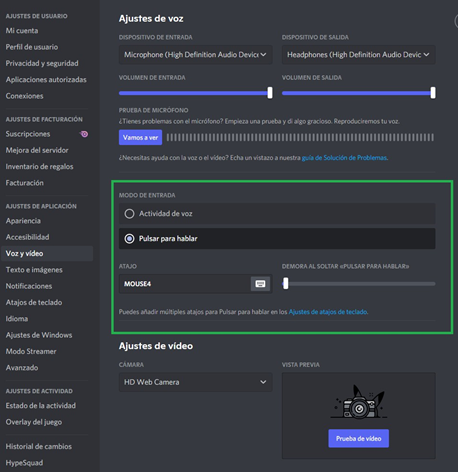 AJUSTES DE USUARIO
Mi cuenta
Perfil de usuario
Privacidad y seguridad
Aplicaciones autorizadas
Conexiones
AJUSTES DE FACTURACIÓN
Suscripciones
Mejora del servidor
Inventario de regalos
Facturación
AJUSTES DE APLICACIÓN
Apariencia
Accesibilidad
Voz y vídeo
Texto e imágenes
Notificaciones
Atajos de teclado
Idioma
Ajustes de Windows
Modo Streamer
Avanzado
AJUSTES DE ACTIVIDAD
Estado de la actividad
Overlay del juego
Historial de cambios
HypeSquad
Ajustes de voz
DISPOSITIVO DE ENTRADA
DISPOSITIVO DE SALIDA
Microphone (High Definition Audio Device
Headphones (High Definition Audio Devic
VOLUMEN DE ENTRADA
VOLUMEN DE SALIDA
PRUEBA DE MICRÓFONO
¿Tienes problemas con el micrófono? Empieza una prueba y di algo gracioso. Reproduciremos tu voz.
Vamos a ver
¿Necesitas ayuda con la voz o el vídeo? Echa un vistazo a nuestra guía de Solución de Problemas.
MODO DE ENTRADA
Actividad de voz
Pulsar para hablar
ATAJO
DEMORA AL SOLTAR «PULSAR PARA HABLAR»
MOUSE4
Puedes añadir múltiples atajos para Pulsar para hablar en los Ajustes de atajos de teclado.
Ajustes de vídeo
CÁMARA
VISTA PREVIA
HD Web Camera
Prueba de vídeo